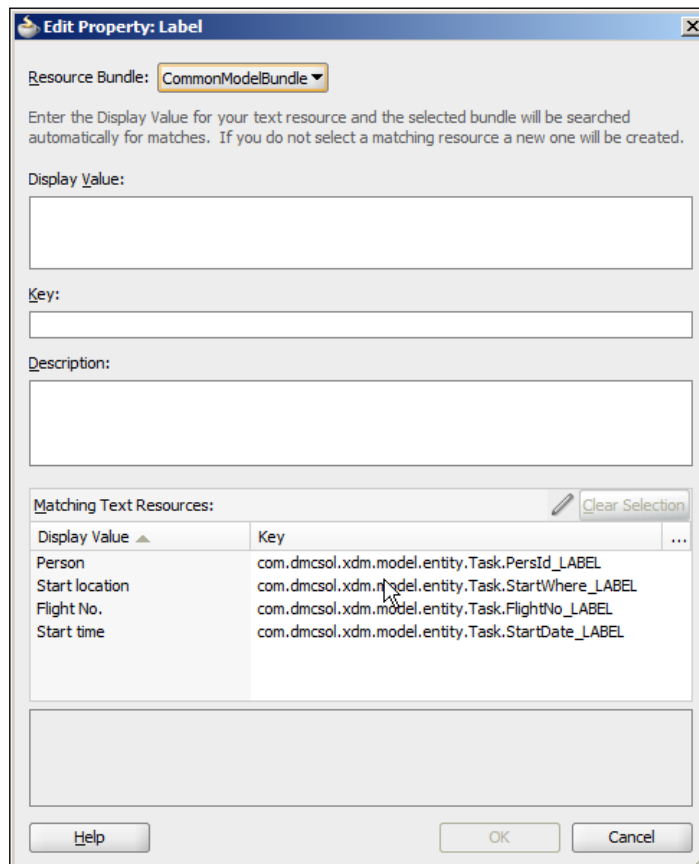 Edit Property: Label
Resource Bundle: CommonModelBundle
Enter the Display Value for your text resource and the selected bundle will be searched
automatically for matches. If you do not select a matching resource a new one will be created.
Display Value:
Key:
Description:
Matching Text Resources: Clear Selection
Display Value Key ...
Person com.dmcsol.xdm.model.entity.Task.PersId_LABEL
Start location com.dmcsol.xdm.model.entity.Task.StartWhere_LABEL
Flight No. com.dmcsol.xdm.model.entity.Task.FlightNo_LABEL
Start time com.dmcsol.xdm.model.entity.Task.StartDate_LABEL
Help OK Cancel